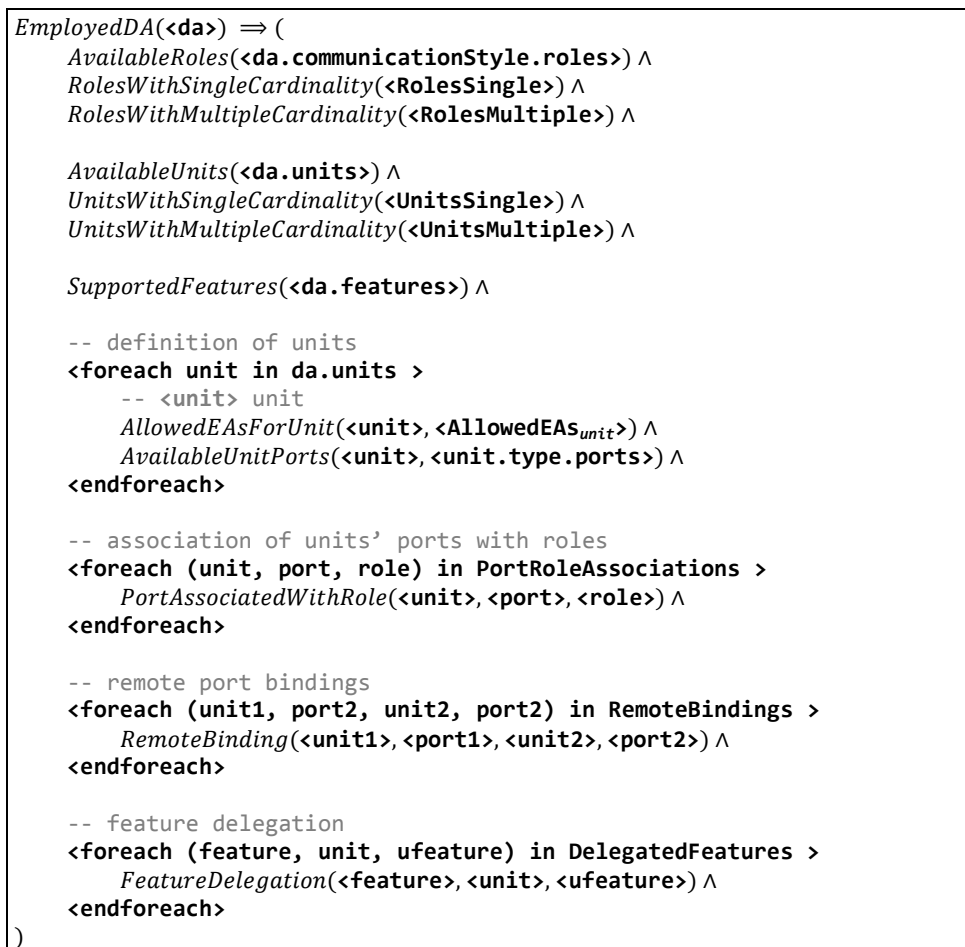 EmployedDA(<da>) ⟹ (
AvailableRoles(<da.communicationStyle.roles>) ∧
RolesWithSingleCardinality(<RolesSingle>) ∧
RolesWithMultipleCardinality(<RolesMultiple>) ∧
AvailableUnits(<da.units>) ∧
UnitsWithSingleCardinality(<UnitsSingle>) ∧
UnitsWithMultipleCardinality(<UnitsMultiple>) ∧
SupportedFeatures(<da.features>) ∧
-- definition of units
<foreach unit in da.units >
-- <unit> unit
AllowedEAsForUnit(<unit>, <AllowedEAsunit>) ∧
AvailableUnitPorts(<unit>, <unit.type.ports>) ∧
<endforeach>
-- association of units’ ports with roles
<foreach (unit, port, role) in PortRoleAssociations >
PortAssociatedWithRole(<unit>, <port>, <role>) ∧
<endforeach>
-- remote port bindings
<foreach (unit1, port2, unit2, port2) in RemoteBindings >
RemoteBinding(<unit1>, <port1>, <unit2>, <port2>) ∧
<endforeach>
-- feature delegation
<foreach (feature, unit, ufeature) in DelegatedFeatures >
FeatureDelegation(<feature>, <unit>, <ufeature>) ∧
<endforeach>
)